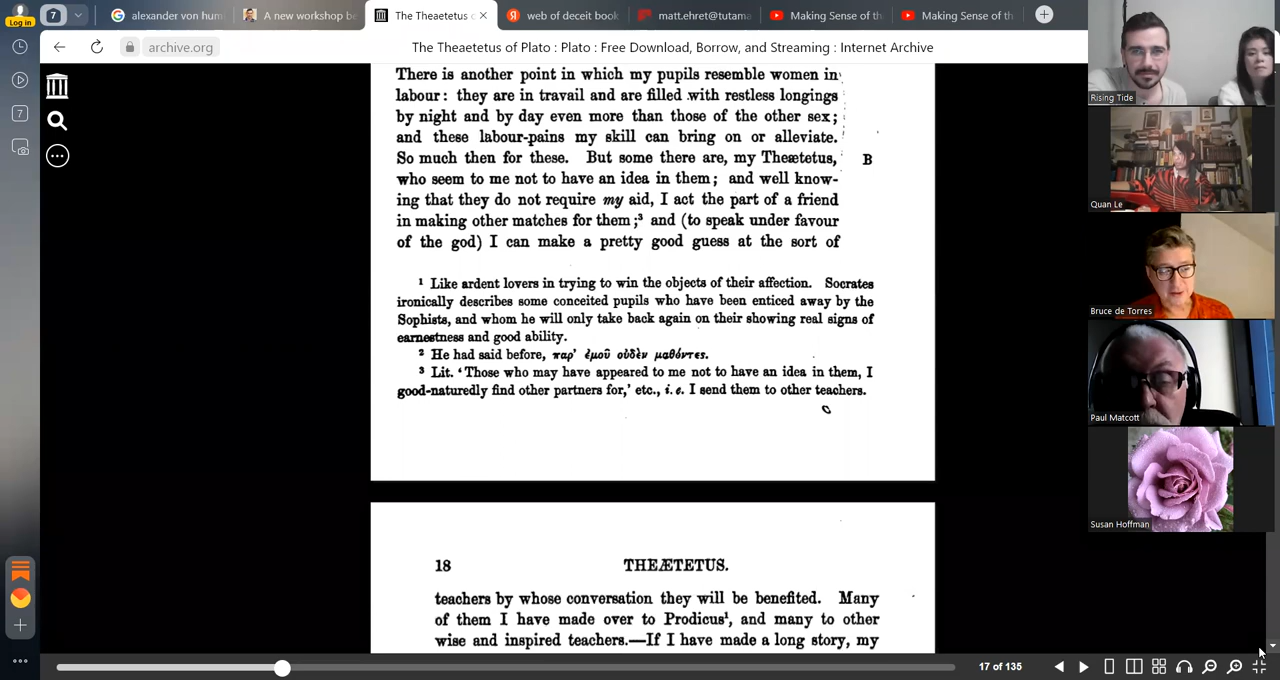 7
alexander von hum
A new workshop be
The Theaetetus o
web of deceit book
matt.ehret@tutama
Making Sense of th
Making Sense of th
Log in
archive.org
The Theaetetus of Plato : Plato : Free Download, Borrow, and Streaming : Internet Archive
7
There is another point in which my pupils resemble women in
labour : they are in travail and are filled with restless longings
by night and by day even more than those of the other sex;
and these labour-pains my skill can bring on or alleviate.
So much then for these. But some there are, my Theætetus,
B
who seem to me not to have an idea in them; and well know-
ing that they do not require my aid, I act the part of a friend
in making other matches for them;³ and (to speak under favour
of the god) I can make a pretty good guess at the sort of
¹ Like ardent lovers in trying to win the objects of their affection. Socrates
ironically describes some conceited pupils who have been enticed away by the
Sophists, and whom he will only take back again on their showing real signs of
earnestness and good ability.
² He had said before, παρ' ἐμοῦ οὐδὲν μαθόντες.
³ Lit. ‘Those who may have appeared to me not to have an idea in them, I
good-naturedly find other partners for,’ etc., i. e. I send them to other teachers.
18
THEÆTETUS.
teachers by whose conversation they will be benefited. Many
of them I have made over to Prodicus¹, and many to other
wise and inspired teachers.—If I have made a long story, my
17 of 135
Rising Tide
Quan Le
Bruce de Torres
Paul Matcott
Susan Hoffman